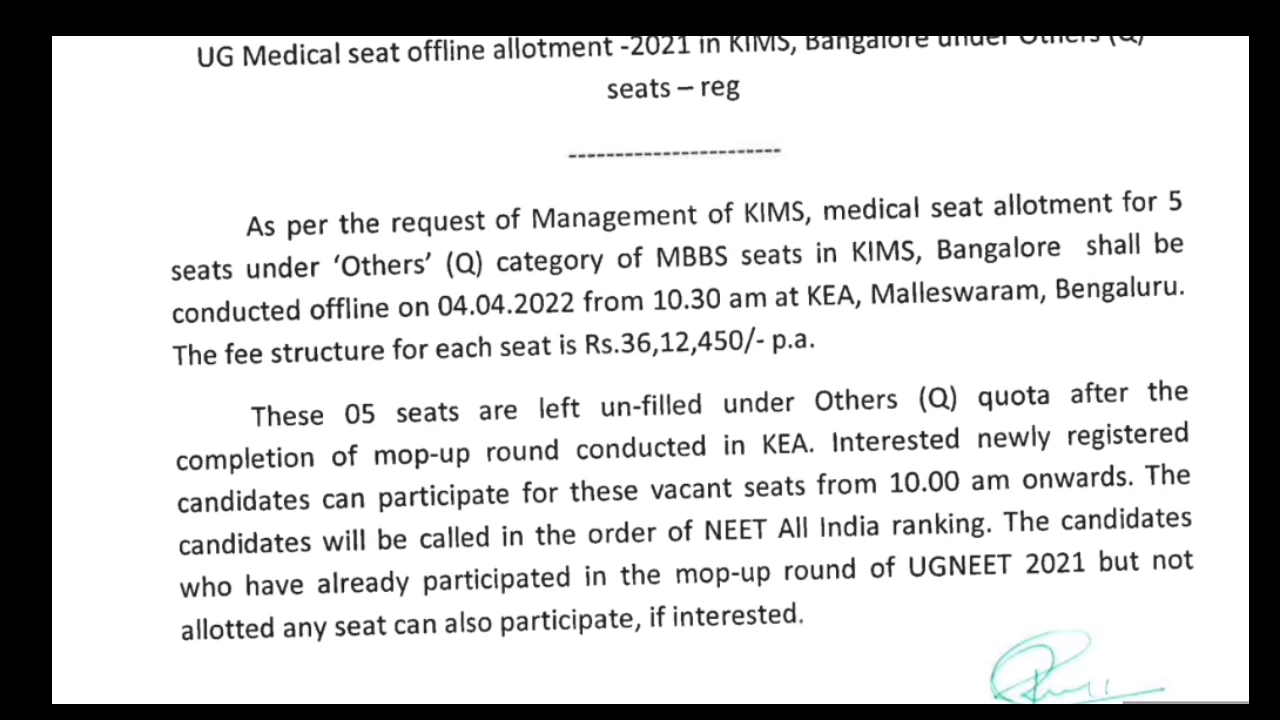 UG Medical seat offline allotment -2021 in KIMS, Bangalore under Others (Q)
seats – reg
------------------------
As per the request of Management of KIMS, medical seat allotment for 5
seats under ‘Others’ (Q) category of MBBS seats in KIMS, Bangalore shall be
conducted offline on 04.04.2022 from 10.30 am at KEA, Malleswaram, Bengaluru.
The fee structure for each seat is Rs.36,12,450/- p.a.
These 05 seats are left un-filled under Others (Q) quota after the
completion of mop-up round conducted in KEA. Interested newly registered
candidates can participate for these vacant seats from 10.00 am onwards. The
candidates will be called in the order of NEET All India ranking. The candidates
who have already participated in the mop-up round of UGNEET 2021 but not
allotted any seat can also participate, if interested.